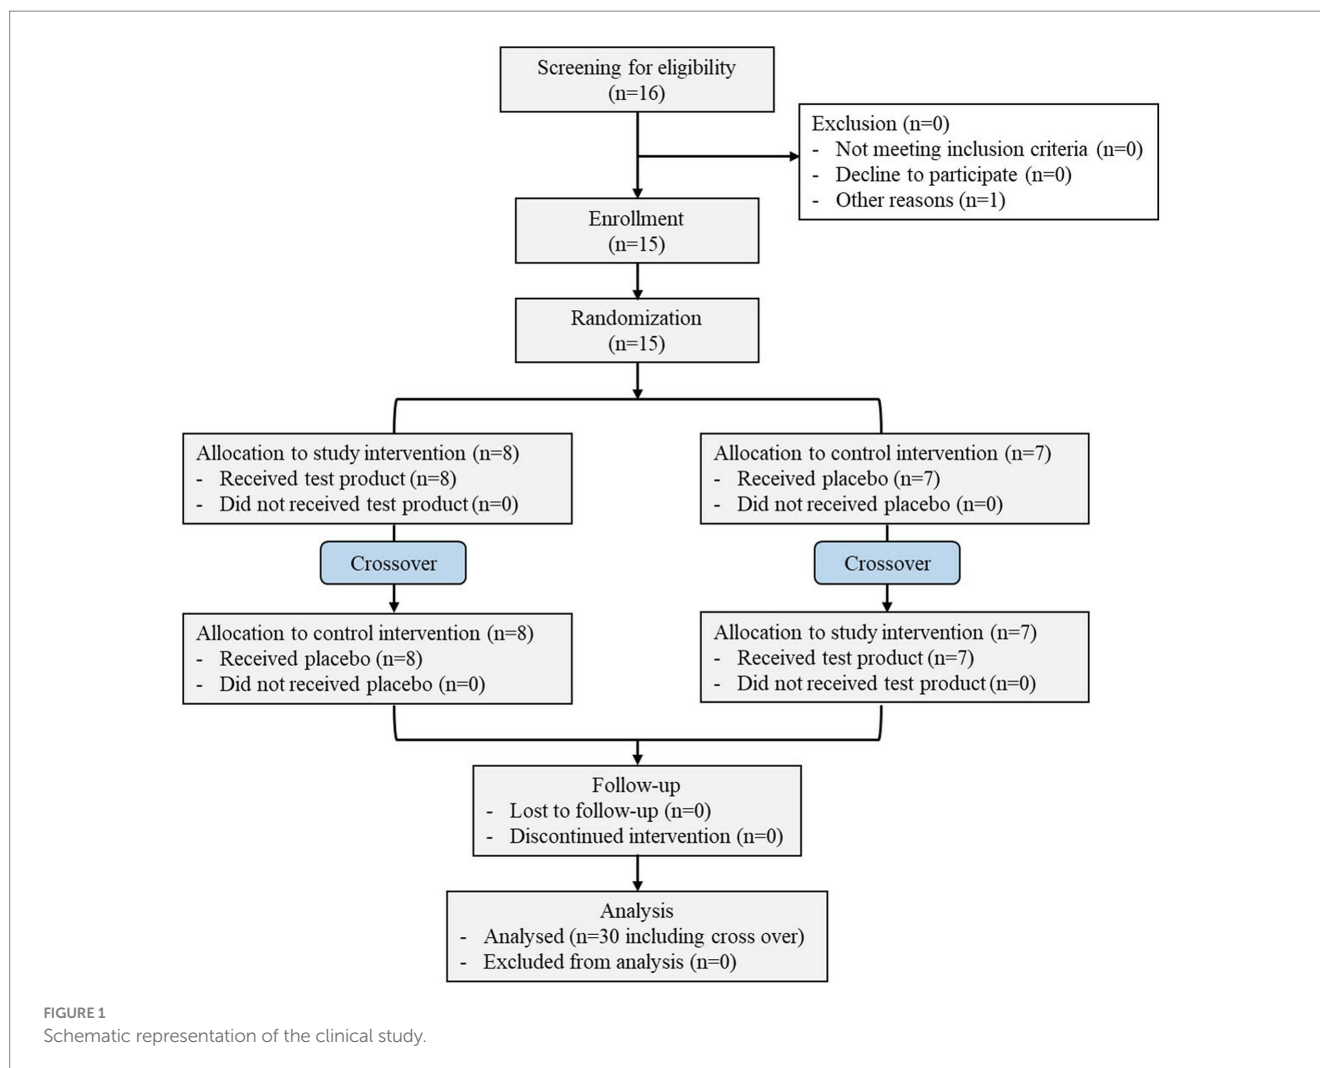 Screening for eligibility
(n=16)
Exclusion (n=0)
- Not meeting inclusion criteria (n=0)
- Decline to participate (n=0)
- Other reasons (n=1)
Enrollment
(n=15)
Randomization
(n=15)
Allocation to study intervention (n=8)
- Received test product (n=8)
- Did not received test product (n=0)
Allocation to control intervention (n=7)
- Received placebo (n=7)
- Did not received placebo (n=0)
Crossover
Crossover
Allocation to control intervention (n=8)
- Received placebo (n=8)
- Did not received placebo (n=0)
Allocation to study intervention (n=7)
- Received test product (n=7)
- Did not received test product (n=0)
Follow-up
- Lost to follow-up (n=0)
- Discontinued intervention (n=0)
Analysis
- Analysed (n=30 including cross over)
- Excluded from analysis (n=0)
FIGURE 1
Schematic representation of the clinical study.